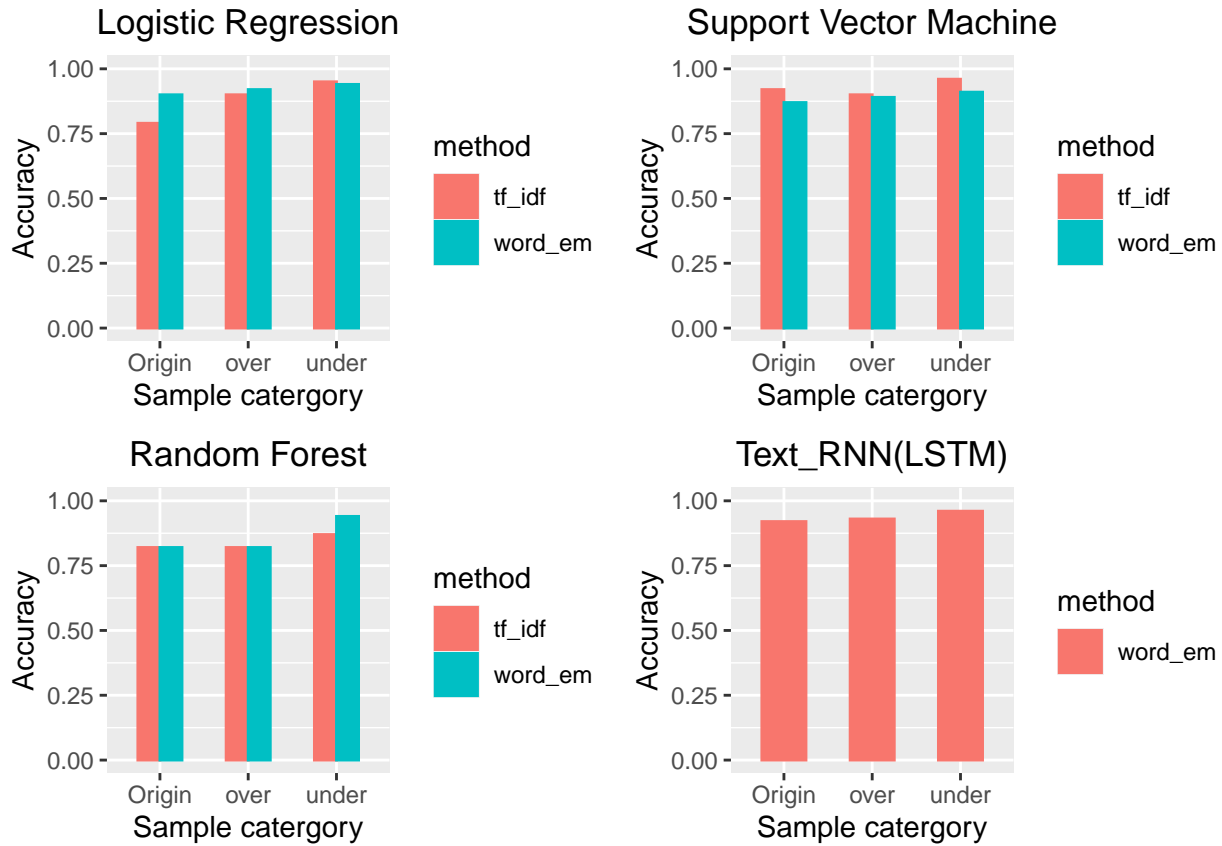 Logistic Regression
Accuracy
1.00
0.75
0.50
0.25
0.00
Origin over under
Sample catergory
method
tf_idf
word_em
Support Vector Machine
Accuracy
1.00
0.75
0.50
0.25
0.00
Origin over under
Sample catergory
method
tf_idf
word_em
Random Forest
Accuracy
1.00
0.75
0.50
0.25
0.00
Origin over under
Sample catergory
method
tf_idf
word_em
Text_RNN(LSTM)
Accuracy
1.00
0.75
0.50
0.25
0.00
Origin over under
Sample catergory
method
word_em